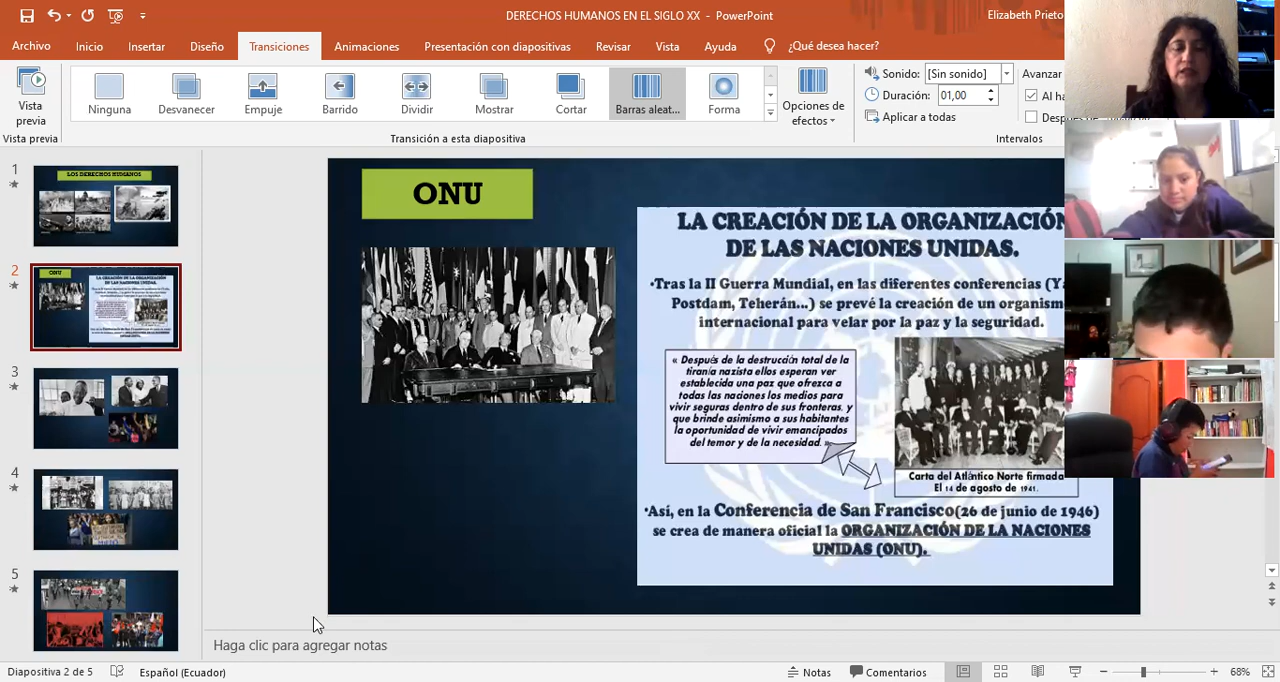 DERECHOS HUMANOS EN EL SIGLO XX - PowerPoint
Elizabeth Prieto
Archivo Inicio Insertar Diseño Transiciones Animaciones Presentación con diapositivas Revisar Vista Ayuda ¿Qué desea hacer?
Vista previa
Ninguna Desvanecer Empuje Barrido Dividir Mostrar Cortar Barras aleat... Forma
Opciones de efectos
Sonido: [Sin sonido]
Duración: 01,00
Aplicar a todas
Avanzar
Al ha
Vista previa Transición a esta diapositiva Intervalos
1
LOS DERECHOS HUMANOS
2
3
4
5
ONU
LA CREACIÓN DE LA ORGANIZACIÓN
DE LAS NACIONES UNIDAS.
•Tras la II Guerra Mundial, en las diferentes conferencias (Ya
Postdam, Teherán...) se prevé la creación de un organism
internacional para velar por la paz y la seguridad.
« Después de la destrucción total de la
tiranía nazista ellos esperan ver
establecida una paz que ofrezca a
todas las naciones los medios para
vivir seguras dentro de sus fronteras, y
que brinde asimismo a sus habitantes
la oportunidad de vivir emancipados
del temor y de la necesidad. »
Carta del Atlántico Norte firmada
El 14 de agosto de 1941.
•Así, en la Conferencia de San Francisco(26 de junio de 1946)
se crea de manera oficial la ORGANIZACIÓN DE LA NACIONES
UNIDAS (ONU).
Haga clic para agregar notas
Diapositiva 2 de 5 Español (Ecuador) Notas Comentarios 68%